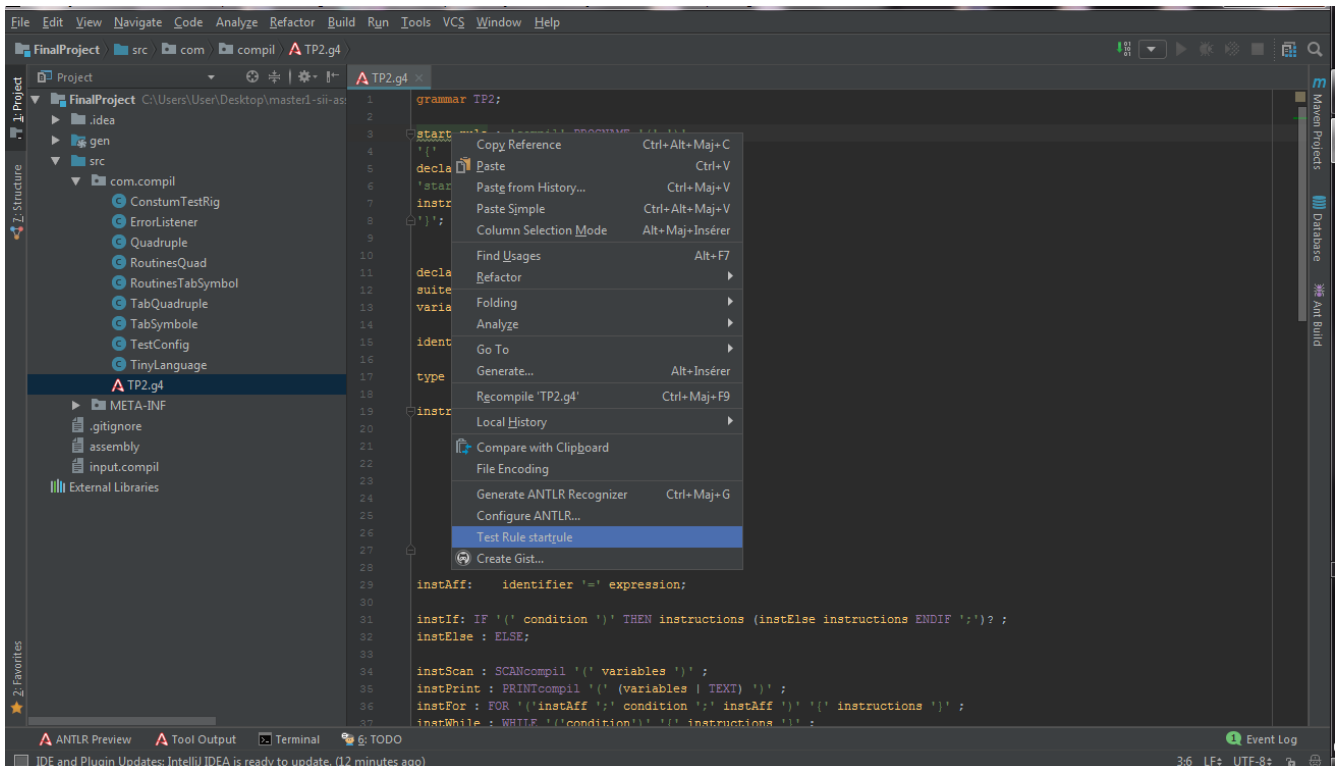 File Edit View Navigate Code Analyze Refactor Build Run Tools VCS Window Help
FinalProject src com compil TP2.g4
Project
TP2.g4
1: Project
7: Structure
2: Favorites
FinalProject C:\Users\User\Desktop\master1-sii-as
.idea
gen
src
com.compil
ConstumTestRig
ErrorListener
Quadruple
RoutinesQuad
RoutinesTabSymbol
TabQuadruple
TabSymbole
TestConfig
TinyLanguage
TP2.g4
META-INF
.gitignore
assembly
input.compil
External Libraries
1 grammar TP2;
2
3
4 '{'
5 decla
6 'star
7 instr
8 '}';
9
10
11 decla
12 suite
13 varia
14
15 ident
16
17 type
18
19 instr
20
21
22
23
24
25
26
27
28
29 instAff: identifier '=' expression;
30
31 instIf: IF '(' condition ')' THEN instructions (instElse instructions ENDIF ';')? ;
32 instElse : ELSE;
33
34 instScan : SCANcompil '(' variables ')' ;
35 instPrint : PRINTcompil '(' (variables | TEXT) ')' ;
36 instFor : FOR '('instAff ';' condition ';' instAff ')' '{' instructions '}' ;
37 instWhile : WHILE '('condition')' '{' instructions '}' ;
Copy Reference Ctrl+Alt+Maj+C
Paste Ctrl+V
Paste from History... Ctrl+Maj+V
Paste Simple Ctrl+Alt+Maj+V
Column Selection Mode Alt+Maj+Insérer
Find Usages Alt+F7
Refactor
Folding
Analyze
Go To
Generate... Alt+Insérer
Recompile 'TP2.g4' Ctrl+Maj+F9
Local History
Compare with Clipboard
File Encoding
Generate ANTLR Recognizer Ctrl+Maj+G
Configure ANTLR...
Test Rule startrule
Create Gist...
m Maven Projects
Database
Ant Build
ANTLR Preview Tool Output Terminal 6: TODO
1 Event Log
IDE and Plugin Updates: IntelliJ IDEA is ready to update. (12 minutes ago)
3:6 LF UTF-8